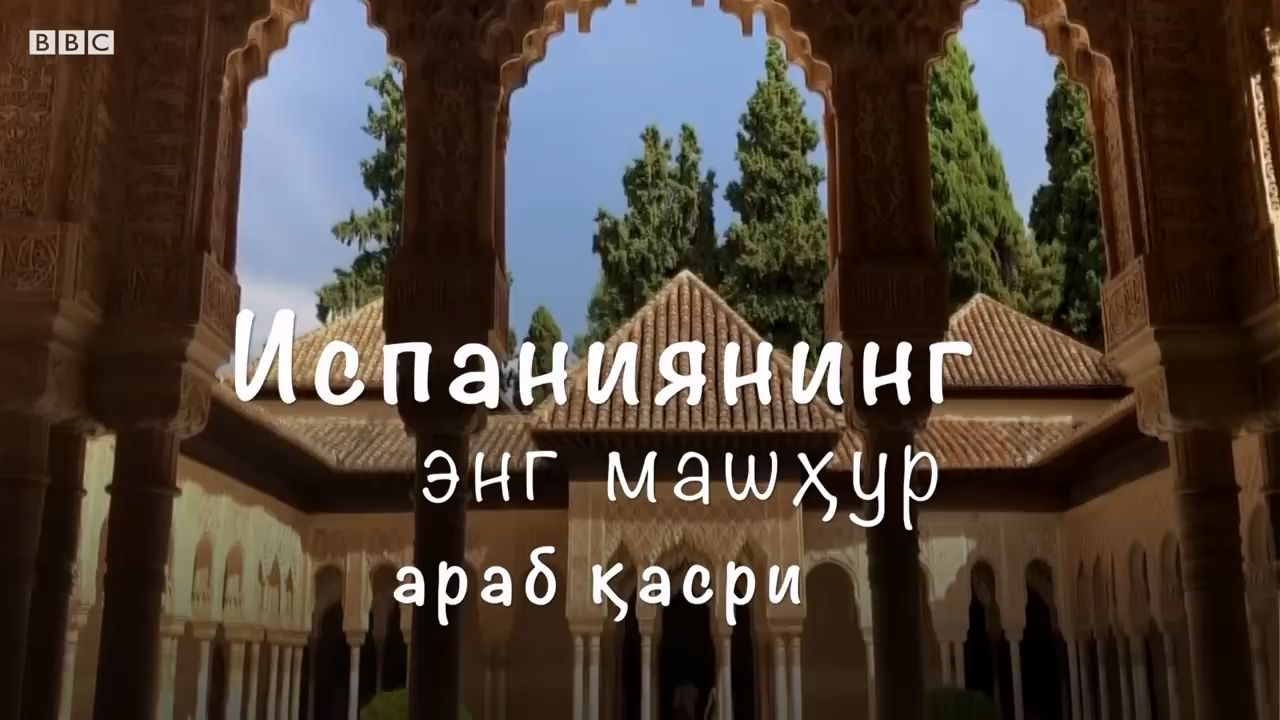 BBC
Испаниянинг
энг машҳур
араб қасри